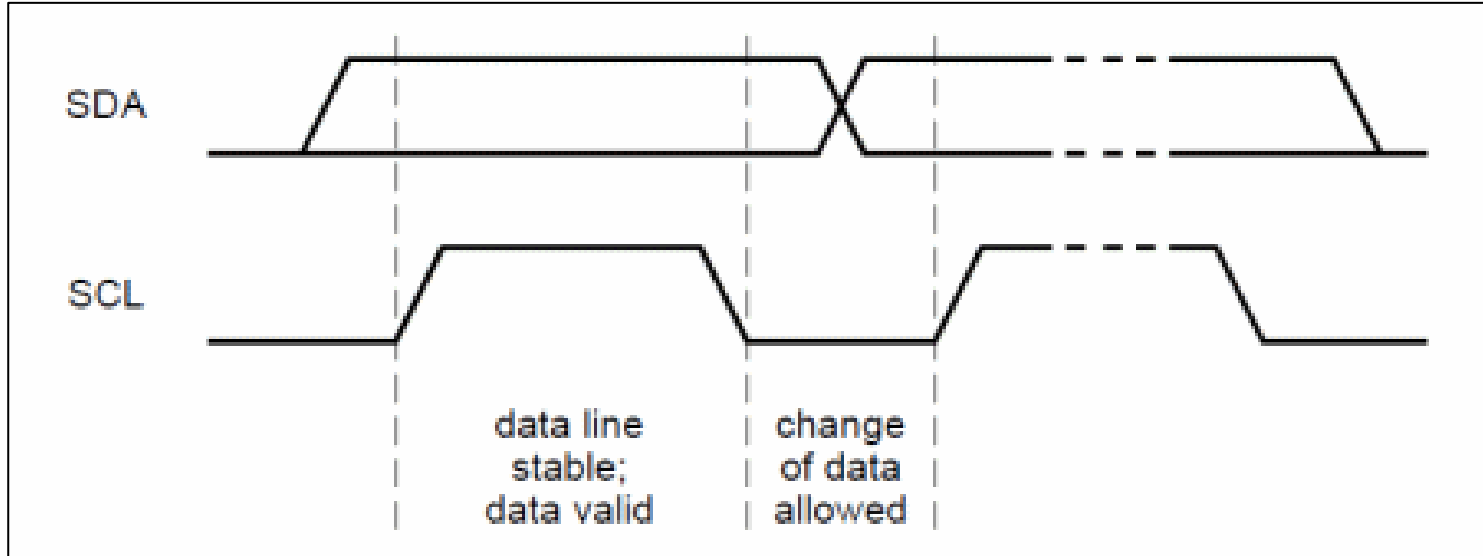 SDA
SCL
data line
stable;
data valid
change
of data
allowed